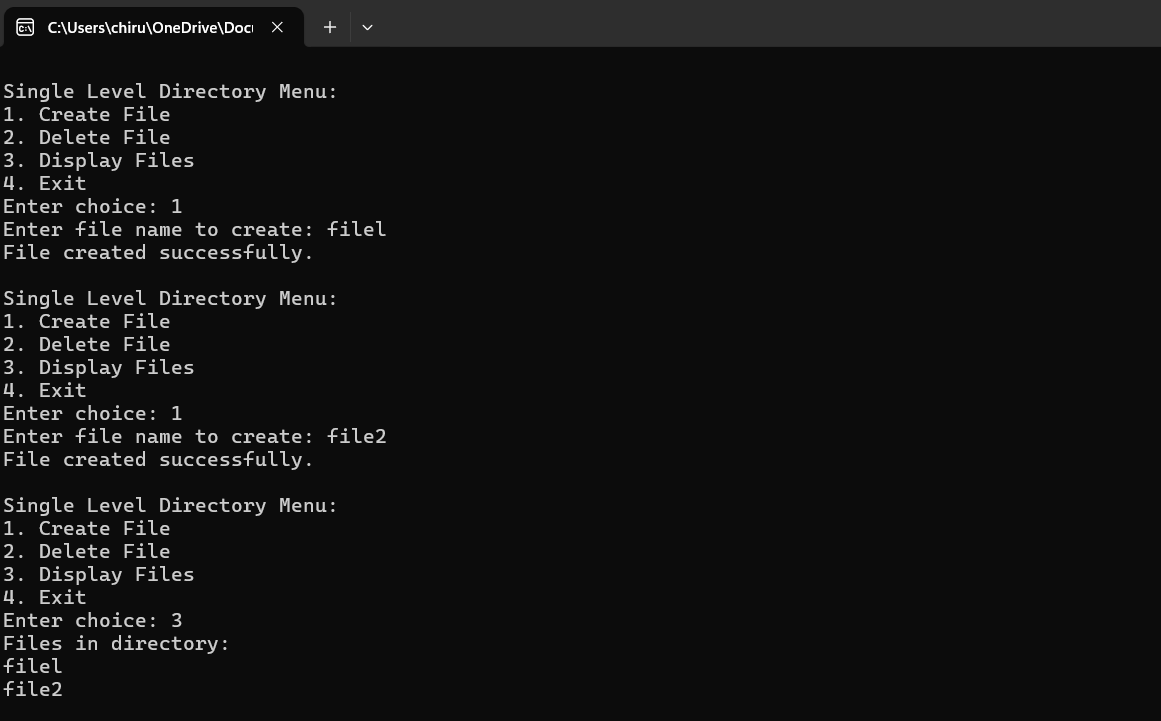 C:\Users\chiru\OneDrive\Docu
Single Level Directory Menu:
1. Create File
2. Delete File
3. Display Files
4. Exit
Enter choice: 1
Enter file name to create: filel
File created successfully.
Single Level Directory Menu:
1. Create File
2. Delete File
3. Display Files
4. Exit
Enter choice: 1
Enter file name to create: file2
File created successfully.
Single Level Directory Menu:
1. Create File
2. Delete File
3. Display Files
4. Exit
Enter choice: 3
Files in directory:
filel
file2